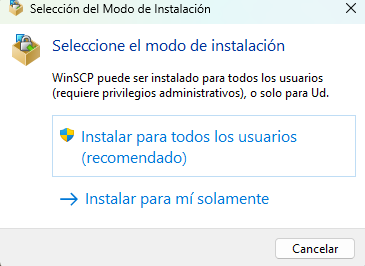 Selección del Modo de Instalación
Seleccione el modo de instalación
WinSCP puede ser instalado para todos los usuarios
(requiere privilegios administrativos), o solo para Ud.
Instalar para todos los usuarios
(recomendado)
Instalar para mí solamente
Cancelar